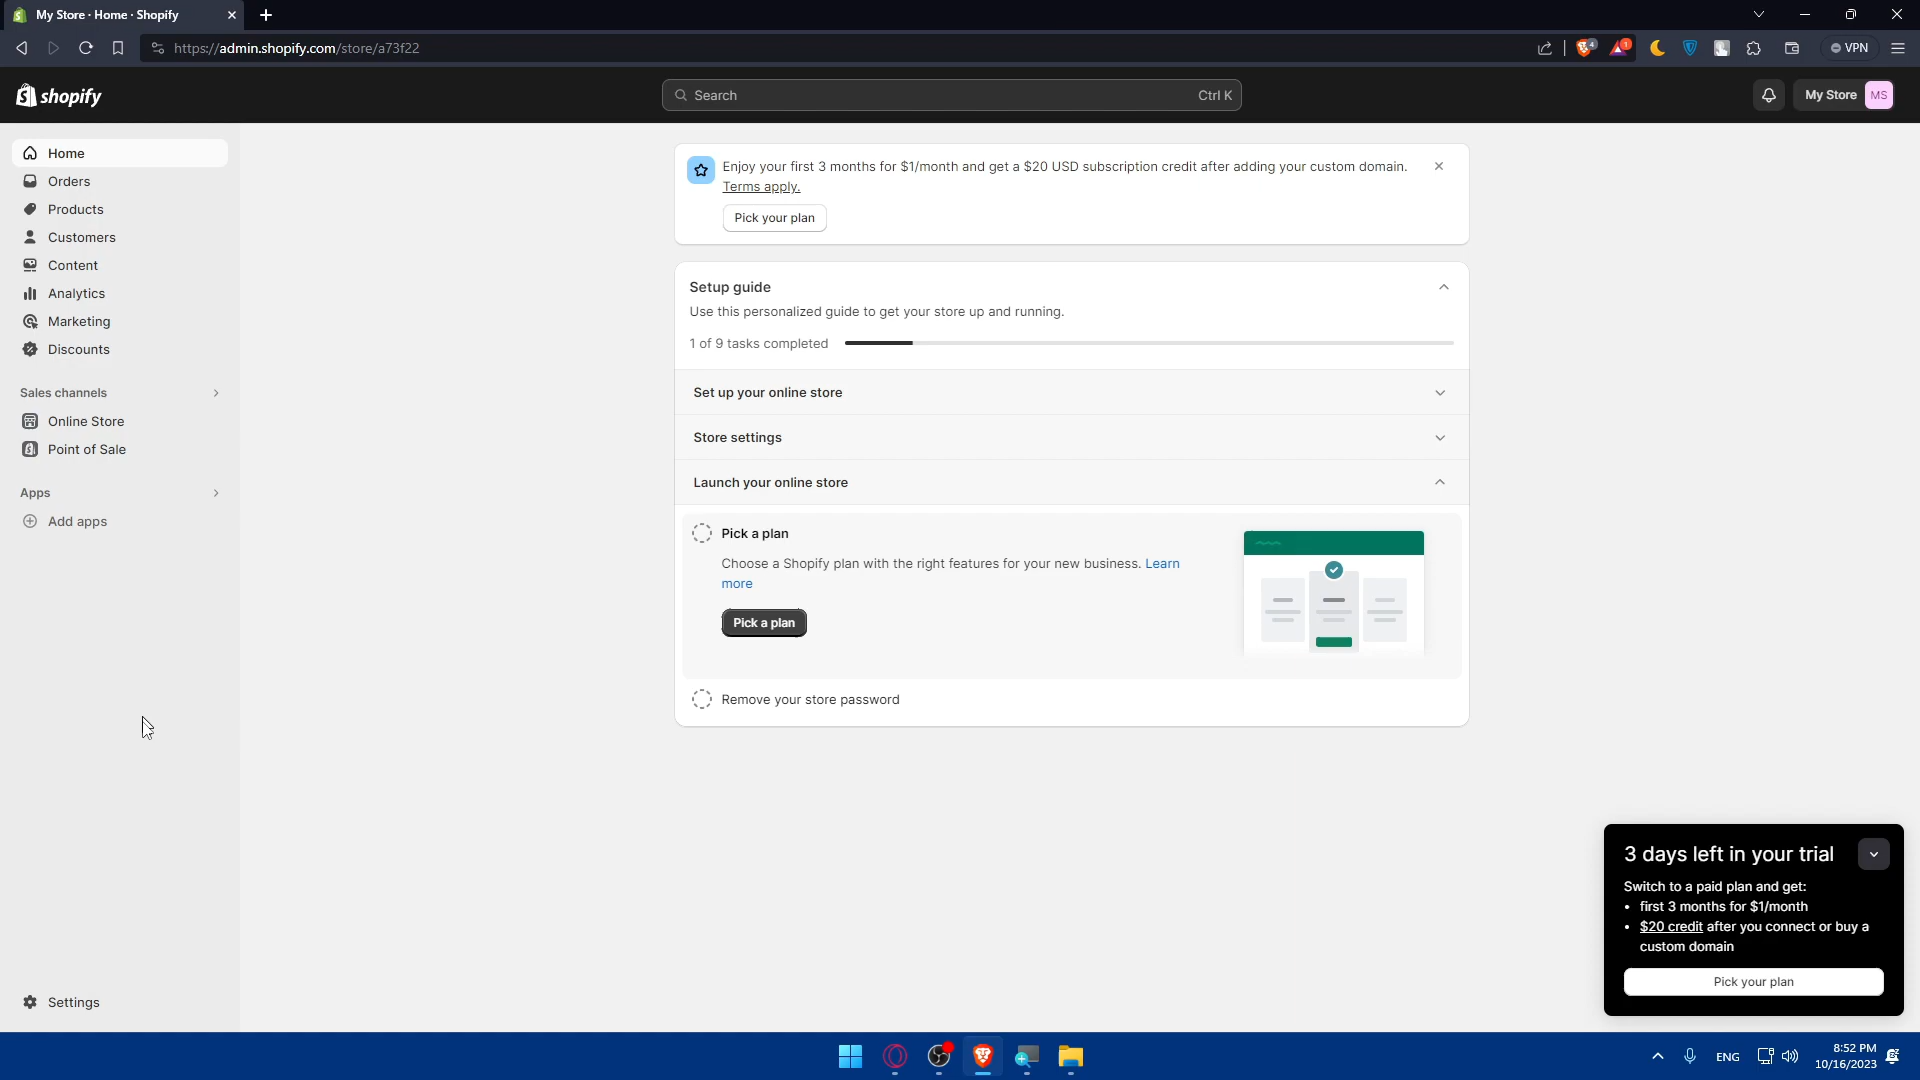 My Store · Home · Shopify
https://admin.shopify.com/store/a73f22
4
1
VPN
shopify
Search
Ctrl K
My Store
MS
Home
Orders
Products
Customers
Content
Analytics
Marketing
Discounts
Sales channels
Online Store
Point of Sale
Apps
Add apps
Settings
Enjoy your first 3 months for $1/month and get a $20 USD subscription credit after adding your custom domain.
Terms apply.
Pick your plan
Setup guide
Use this personalized guide to get your store up and running.
1 of 9 tasks completed
Set up your online store
Store settings
Launch your online store
Pick a plan
Choose a Shopify plan with the right features for your new business. Learn
more
Pick a plan
Remove your store password
3 days left in your trial
Switch to a paid plan and get:
• first 3 months for $1/month
• $20 credit after you connect or buy a
custom domain
Pick your plan
ENG
8:52 PM
10/16/2023